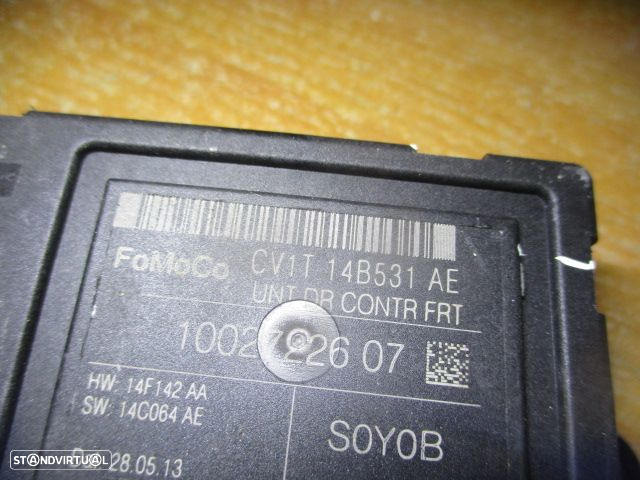 FoMoCo CV1T 14B531 AE
UNT DR CONTR FRT
10027226 07
HW: 14F142 AA
SW: 14C064 AE
S0Y0B
28.05.13
STANDVIRTUAL